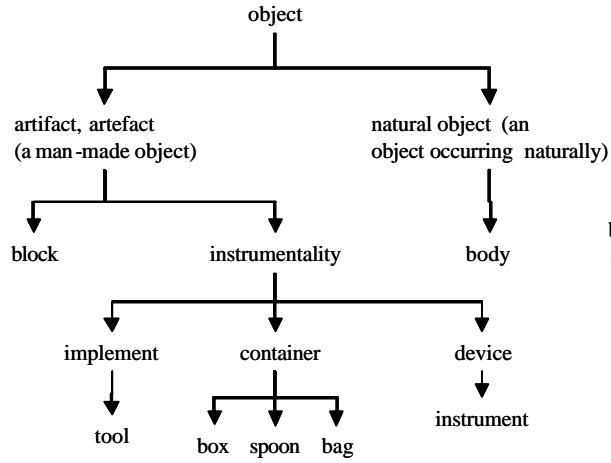 object
artifact, artefact
(a man-made object)
natural object (an
object occurring naturally)
block
instrumentality
body
implement
container
device
tool
box
spoon
bag
instrument